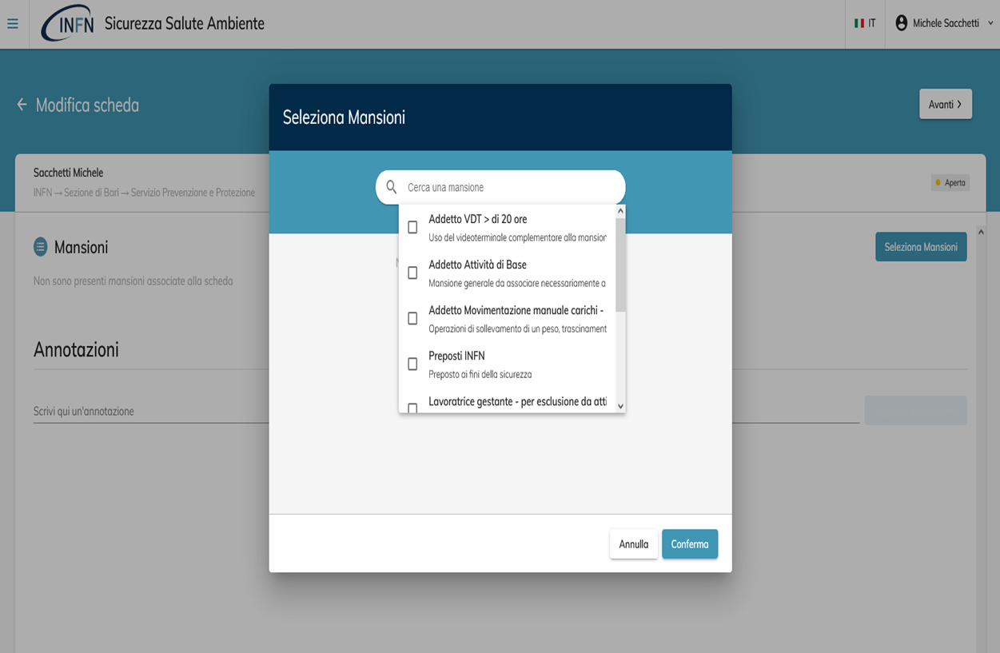 INFN Sicurezza Salute Ambiente
IT
Michele Sacchetti
Modifica scheda
Avanti
Sacchetti Michele
INFN → Sezione di Bari → Servizio Prevenzione e Protezione
Aperta
Mansioni
Seleziona Mansioni
Non sono presenti mansioni associate alla scheda
Annotazioni
Scrivi qui un'annotazione
Seleziona Mansioni
Cerca una mansione
Addetto VDT > di 20 ore
Uso del videoterminale complementare alla mansion
Addetto Attività di Base
Mansione generale da associare necessariamente a
Addetto Movimentazione manuale carichi -
Operazioni di sollevamento di un peso, trascinament
Preposti INFN
Preposto ai fini della sicurezza
Lavoratrice gestante - per esclusione da atti
Annulla
Conferma